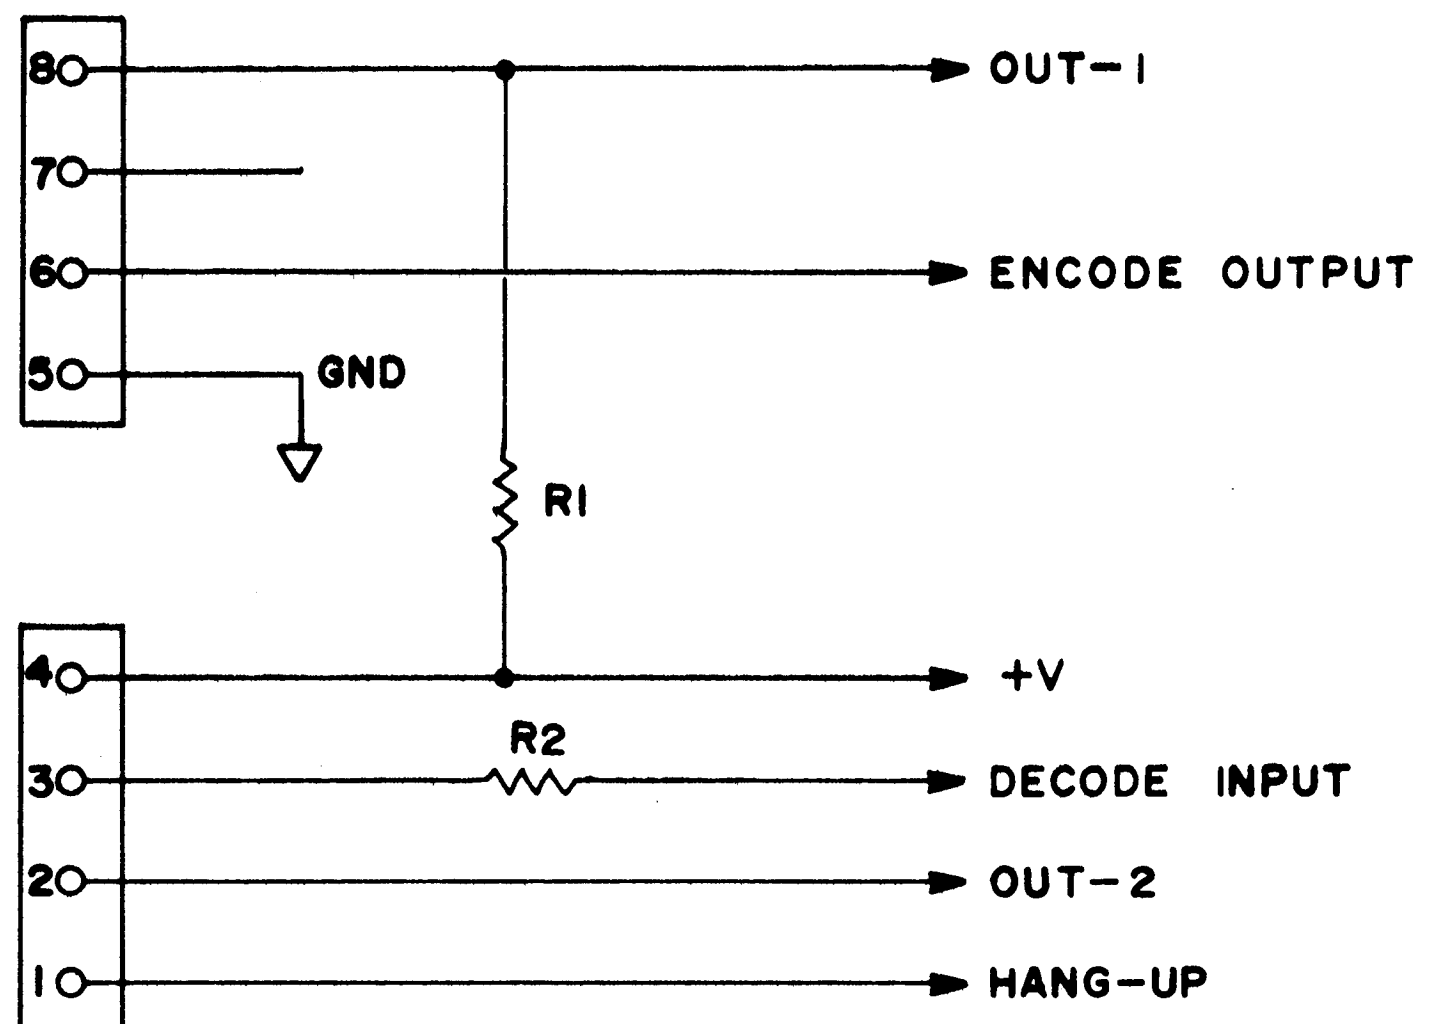 8 OUT-1
7
6 ENCODE OUTPUT
5 GND
R1
4 +V
R2
3 DECODE INPUT
2 OUT-2
1 HANG-UP